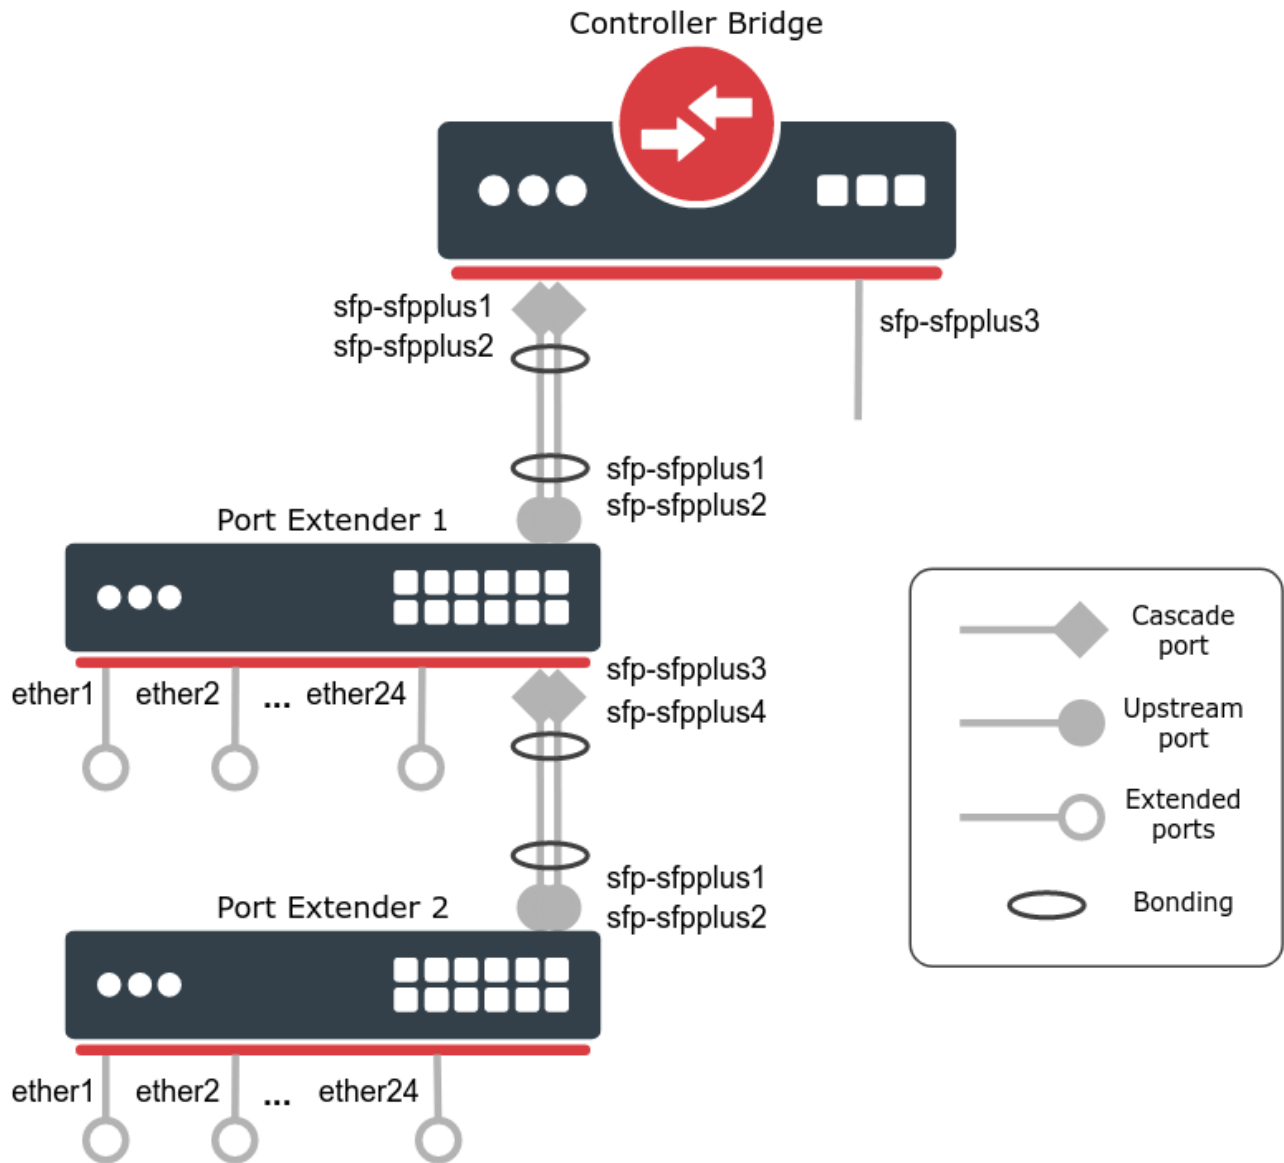 Controller Bridge
sfp-sfpplus1
sfp-sfpplus2
sfp-sfpplus3
sfp-sfpplus1
sfp-sfpplus2
Port Extender 1
ether1 ether2 ... ether24
sfp-sfpplus3
sfp-sfpplus4
sfp-sfpplus1
sfp-sfpplus2
Port Extender 2
ether1 ether2 ... ether24
Cascade
port
Upstream
port
Extended
ports
Bonding